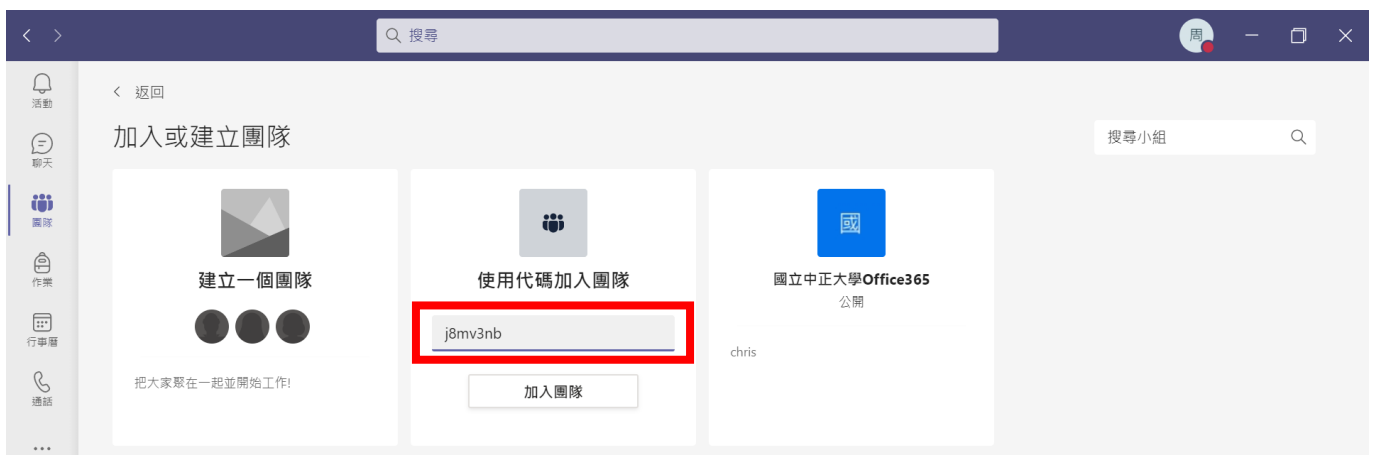 搜尋
周
活動
聊天
團隊
作業
行事曆
通話
返回
加入或建立團隊
搜尋小組
建立一個團隊
把大家聚在一起並開始工作!
使用代碼加入團隊
j8mv3nb
加入團隊
國
國立中正大學Office365
公開
chris